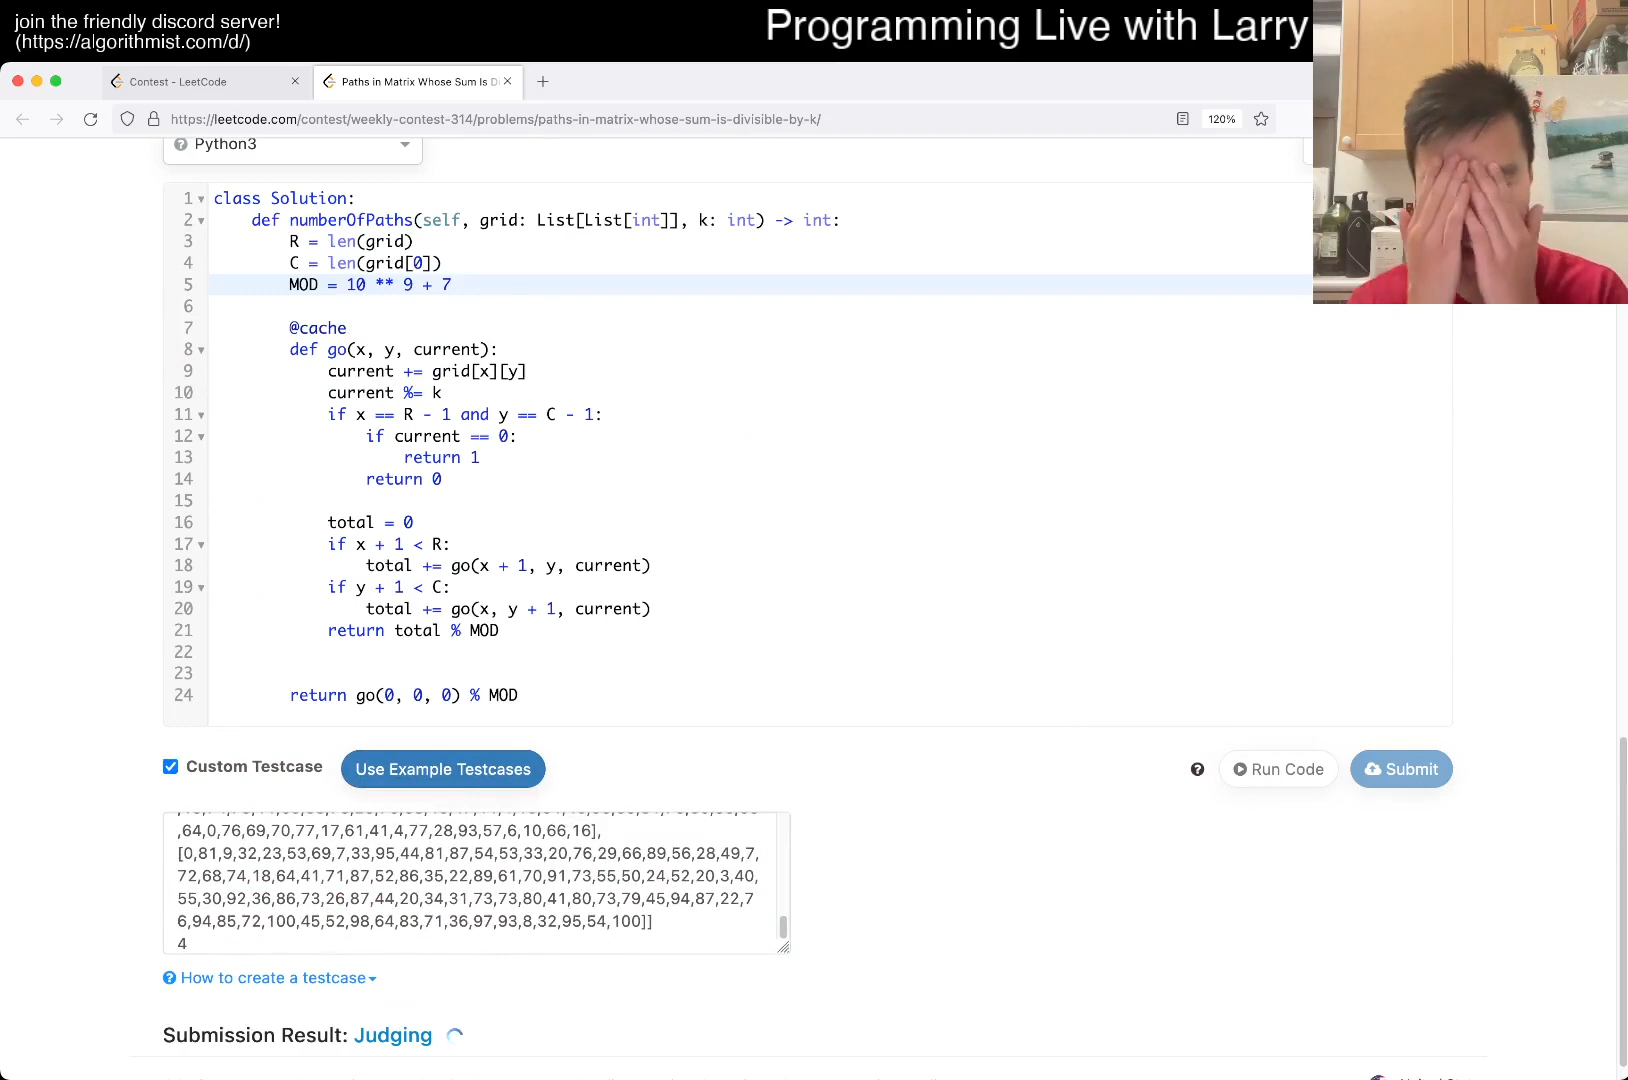 join the friendly discord server!
(https://algorithmist.com/d/)
Programming Live with Larry
Contest - LeetCode
Paths in Matrix Whose Sum Is Di
https://leetcode.com/contest/weekly-contest-314/problems/paths-in-matrix-whose-sum-is-divisible-by-k/
120%
Python3
1 class Solution:
2 def numberOfPaths(self, grid: List[List[int]], k: int) -> int:
3 R = len(grid)
4 C = len(grid[0])
5 MOD = 10 ** 9 + 7
6
7 @cache
8 def go(x, y, current):
9 current += grid[x][y]
10 current %= k
11 if x == R - 1 and y == C - 1:
12 if current == 0:
13 return 1
14 return 0
15
16 total = 0
17 if x + 1 < R:
18 total += go(x + 1, y, current)
19 if y + 1 < C:
20 total += go(x, y + 1, current)
21 return total % MOD
22
23
24 return go(0, 0, 0) % MOD
Custom Testcase
Use Example Testcases
Run Code
Submit
,64,0,76,69,70,77,17,61,41,4,77,28,93,57,6,10,66,16],
[0,81,9,32,23,53,69,7,33,95,44,81,87,54,53,33,20,76,29,66,89,56,28,49,7,
72,68,74,18,64,41,71,87,52,86,35,22,89,61,70,91,73,55,50,24,52,20,3,40,
55,30,92,36,86,73,26,87,44,20,34,31,73,73,80,41,80,73,79,45,94,87,22,7
6,94,85,72,100,45,52,98,64,83,71,36,97,93,8,32,95,54,100]]
4
How to create a testcase
Submission Result: Judging